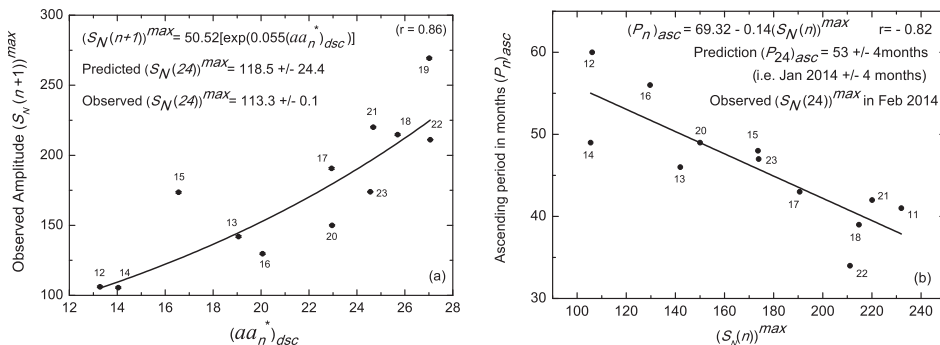 (S_N(n+1))^max = 50.52[exp(0.055(aa_n^*)_dsc)]
(r = 0.86)
Predicted (S_N(24))^max = 118.5 +/- 24.4
Observed (S_N(24))^max = 113.3 +/- 0.1
Observed Amplitude (S_N (n+1))^max
300
250
200
150
100
19
21
18
22
17
15
23
20
13
16
12
14
(a)
14 16 18 20 22 24 26 28
(aa_n^*)_dsc
(P_n)_asc = 69.32 -0.14(S_N(n))^max r= - 0.82
Prediction (P_24)_asc = 53 +/- 4months
(i.e. Jan 2014 +/- 4 months)
Observed (S_N(24))^max in Feb 2014
Ascending period in months (P_n)_asc
60
50
40
30
12
16
14
20
15
13
23
17
21
11
18
22
(b)
100 120 140 160 180 200 220 240
(S_N(n))^max